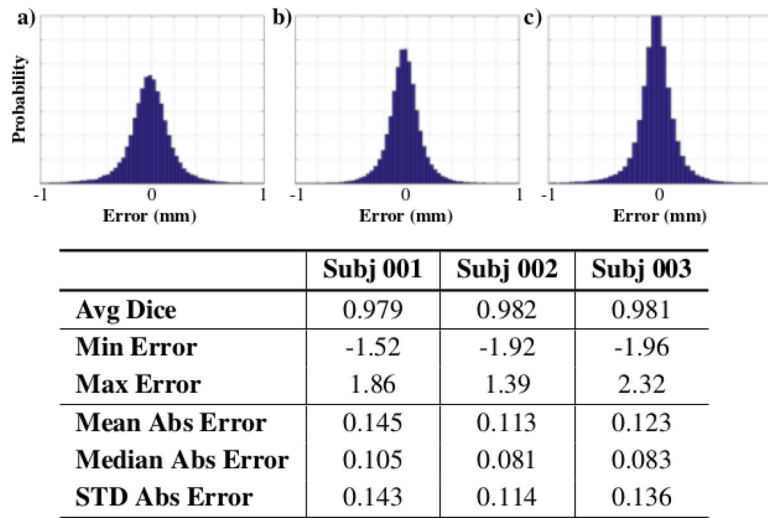 a) b) c)
Probability
-1 0 1 -1 0 1 -1 0
Error (mm) Error (mm) Error (mm)
Subj 001 Subj 002 Subj 003
Avg Dice 0.979 0.982 0.981
Min Error -1.52 -1.92 -1.96
Max Error 1.86 1.39 2.32
Mean Abs Error 0.145 0.113 0.123
Median Abs Error 0.105 0.081 0.083
STD Abs Error 0.143 0.114 0.136